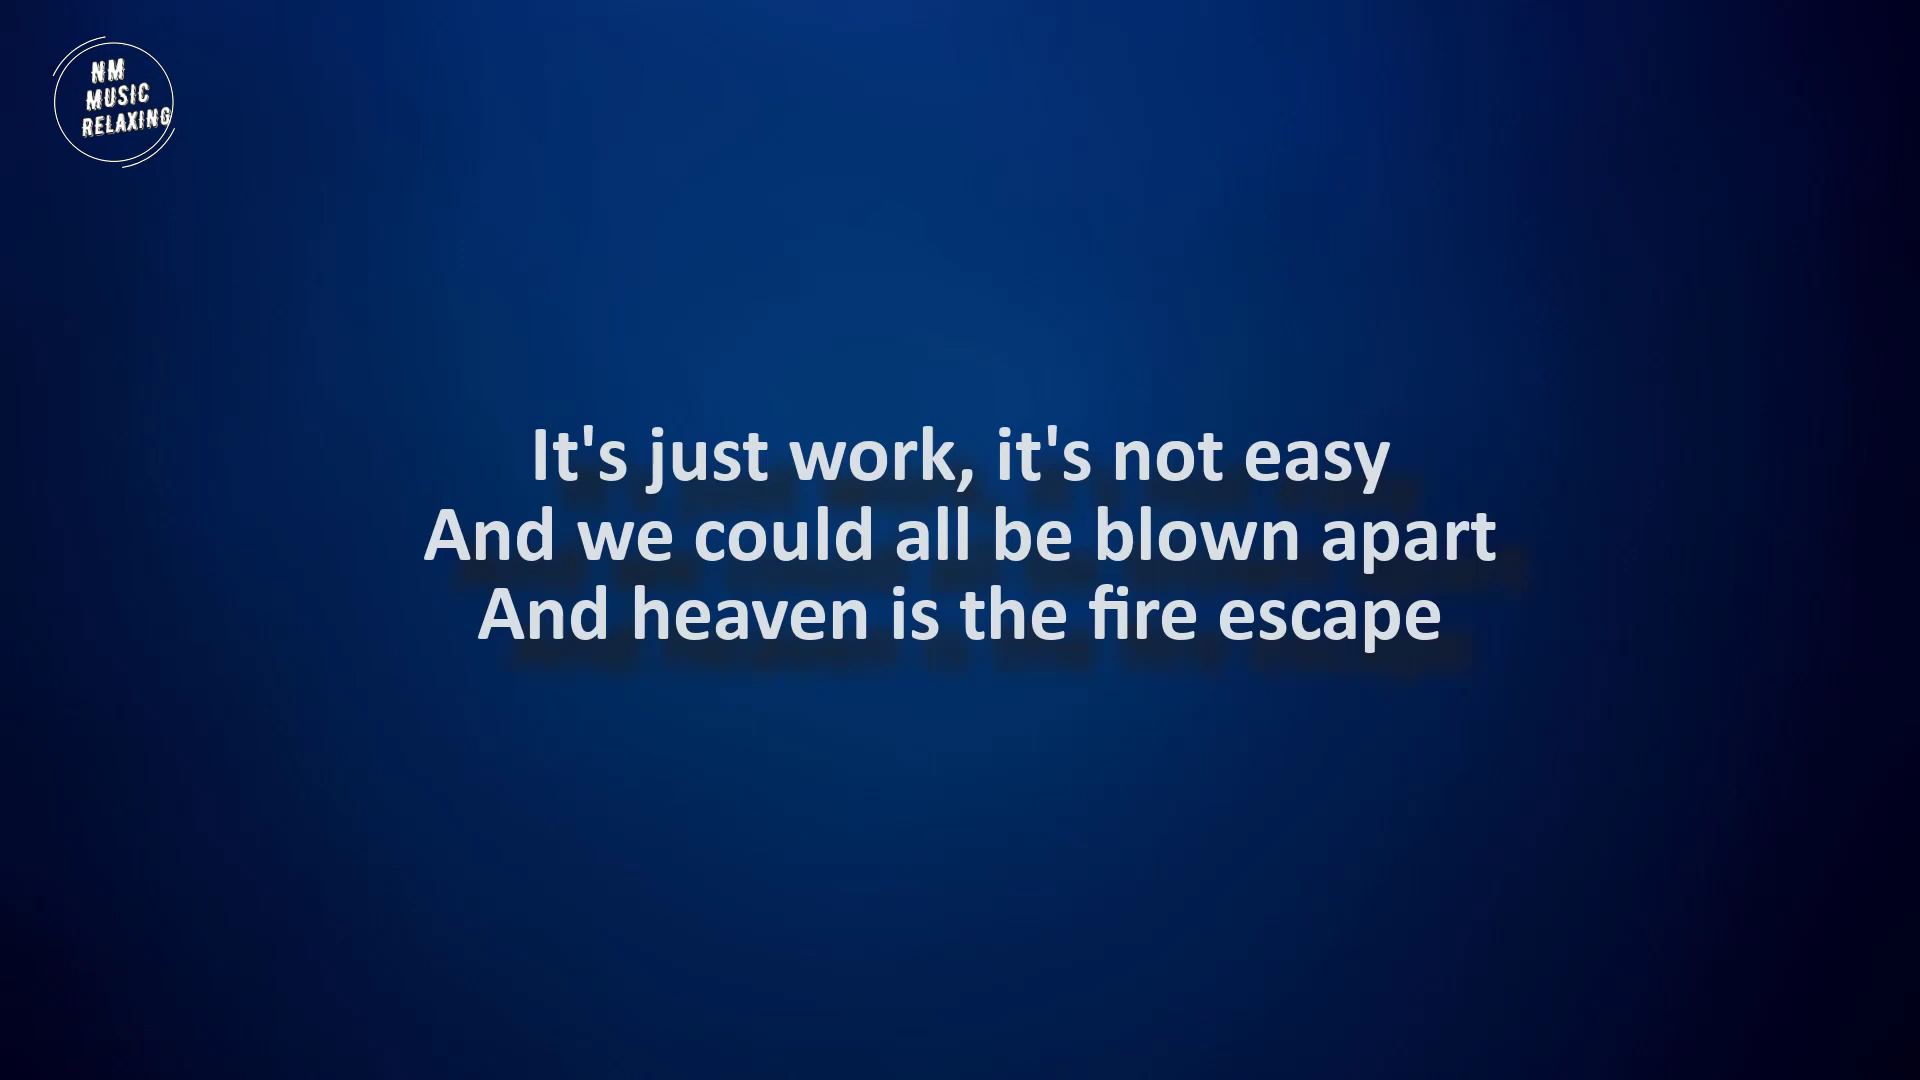 NM
MUSIC
RELAXING
It's just work, it's not easy
And we could all be blown apart
And heaven is the fire escape